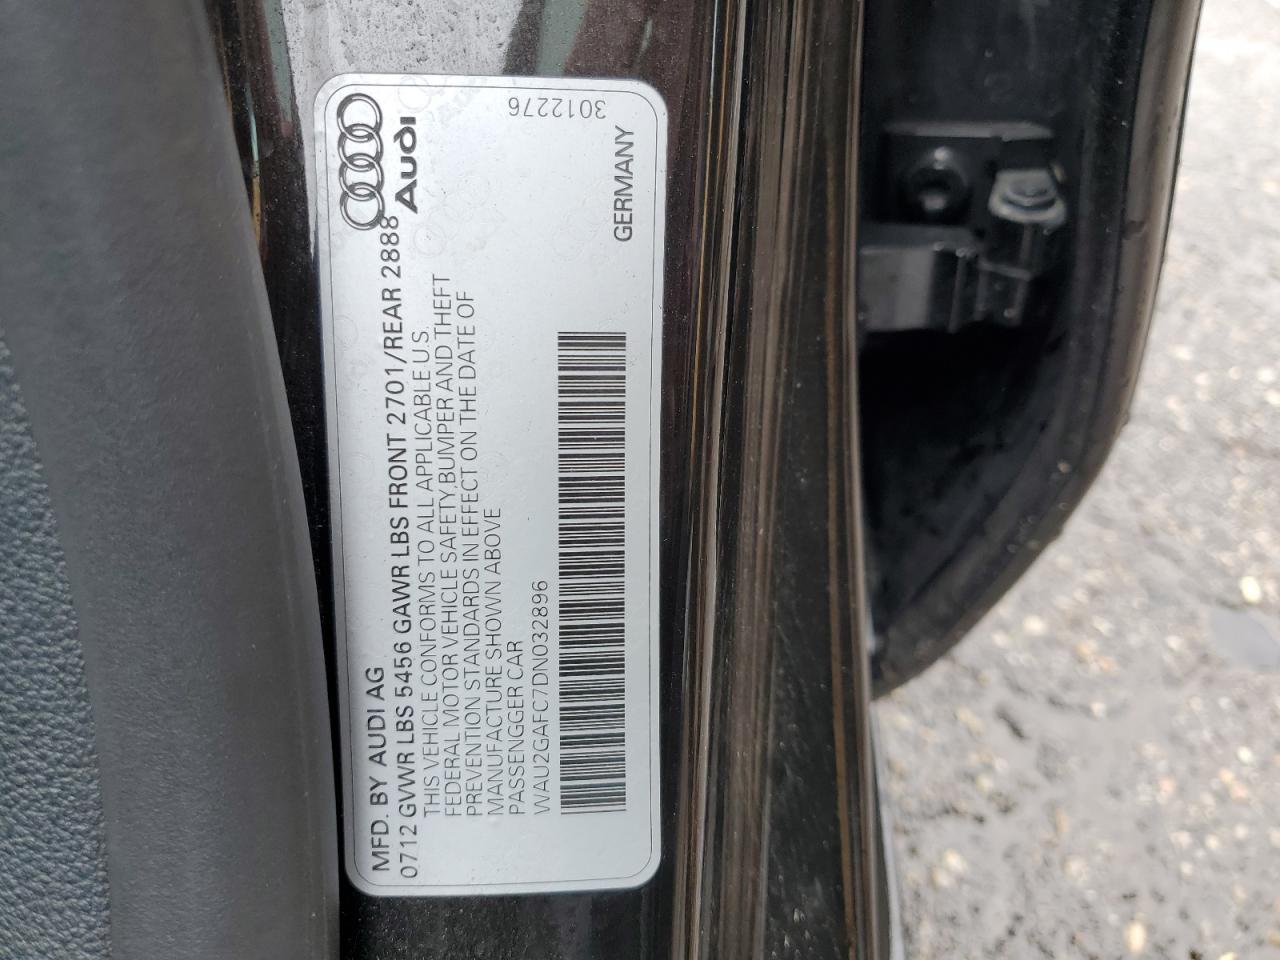 MFD. BY AUDI AG
0712 GVWR LBS 5456 GAWR LBS FRONT 2701/REAR 2888
THIS VEHICLE CONFORMS TO ALL APPLICABLE U.S.
FEDERAL MOTOR VEHICLE SAFETY,BUMPER AND THEFT
PREVENTION STANDARDS IN EFFECT ON THE DATE OF
MANUFACTURE SHOWN ABOVE
PASSENGGER CAR
WAU2GAFC7DN032896
Audi
GERMANY
3012276